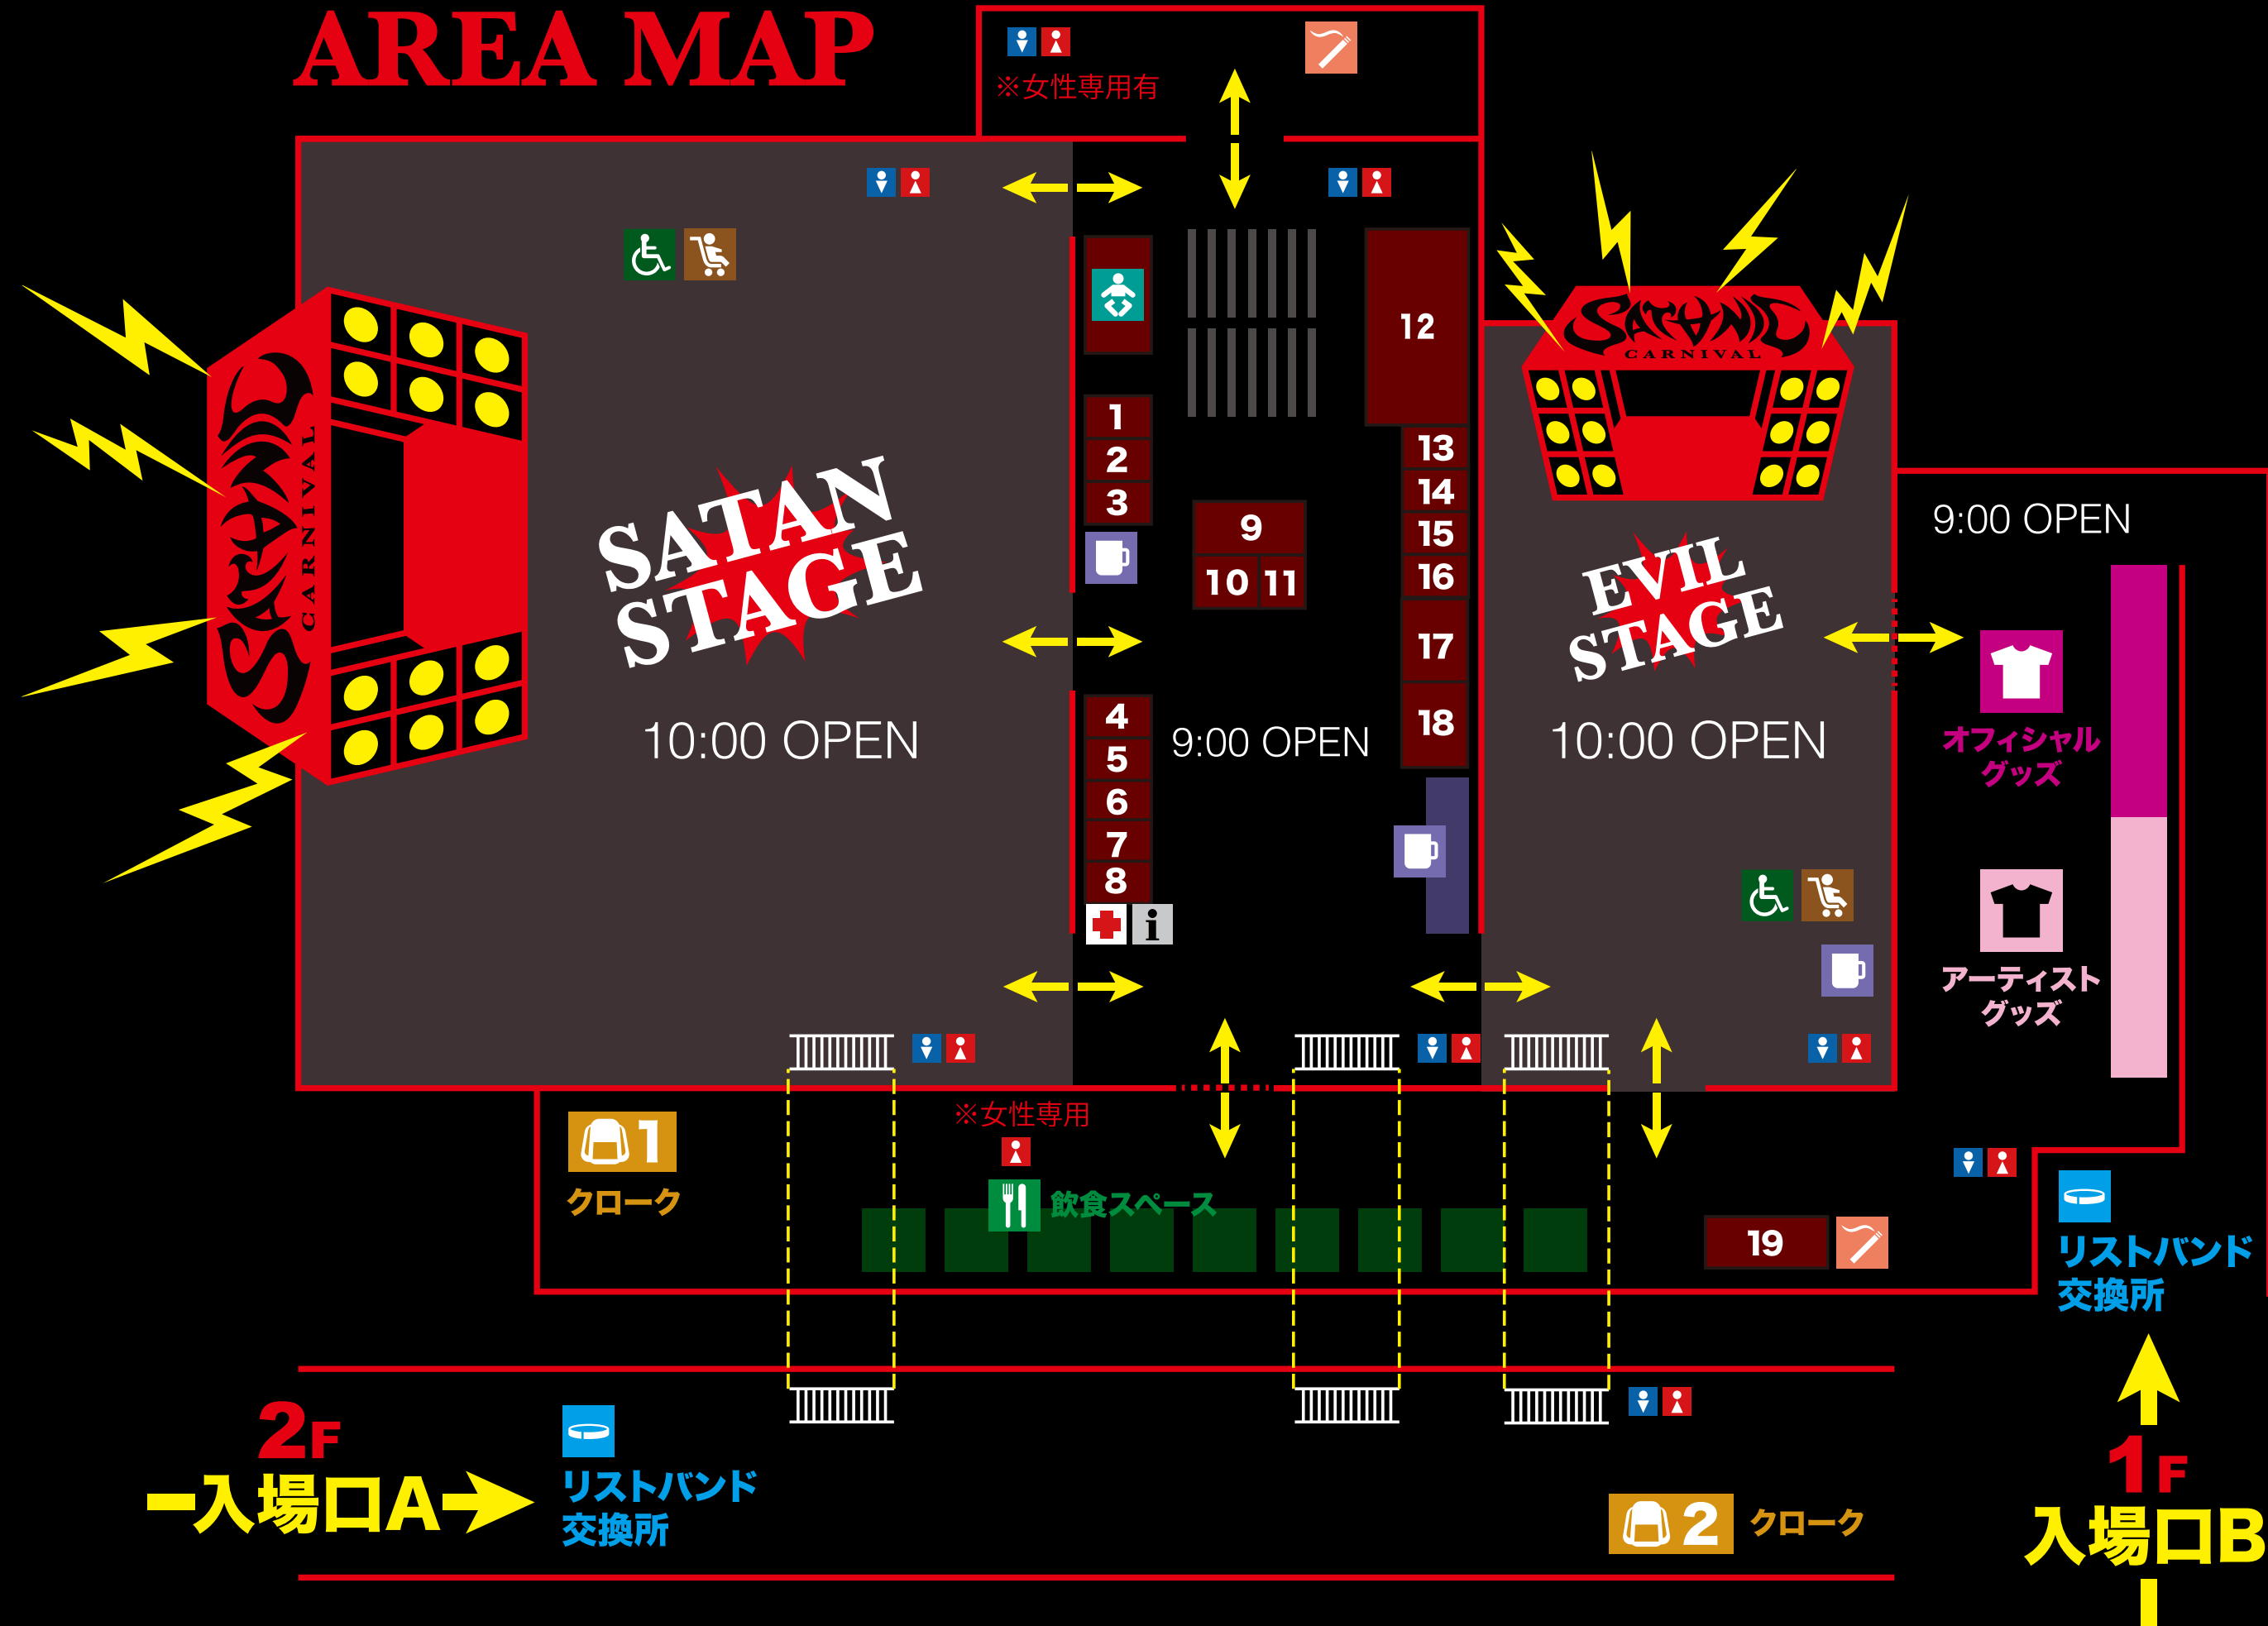 AREA MAP
※女性専用有
12
1
2
3
13
14
15
16
9
10
11
17
18
SATAN
STAGE
10:00 OPEN
9:00 OPEN
CARNIVAL
CARNIVAL
EVIL
STAGE
10:00 OPEN
9:00 OPEN
オフィシャル
グッズ
アーティスト
グッズ
4
5
6
7
8
i
※女性専用
1
クローク
飲食スペース
19
リストバンド
交換所
2F
入場口A
リストバンド
交換所
2
クローク
1F
入場口B